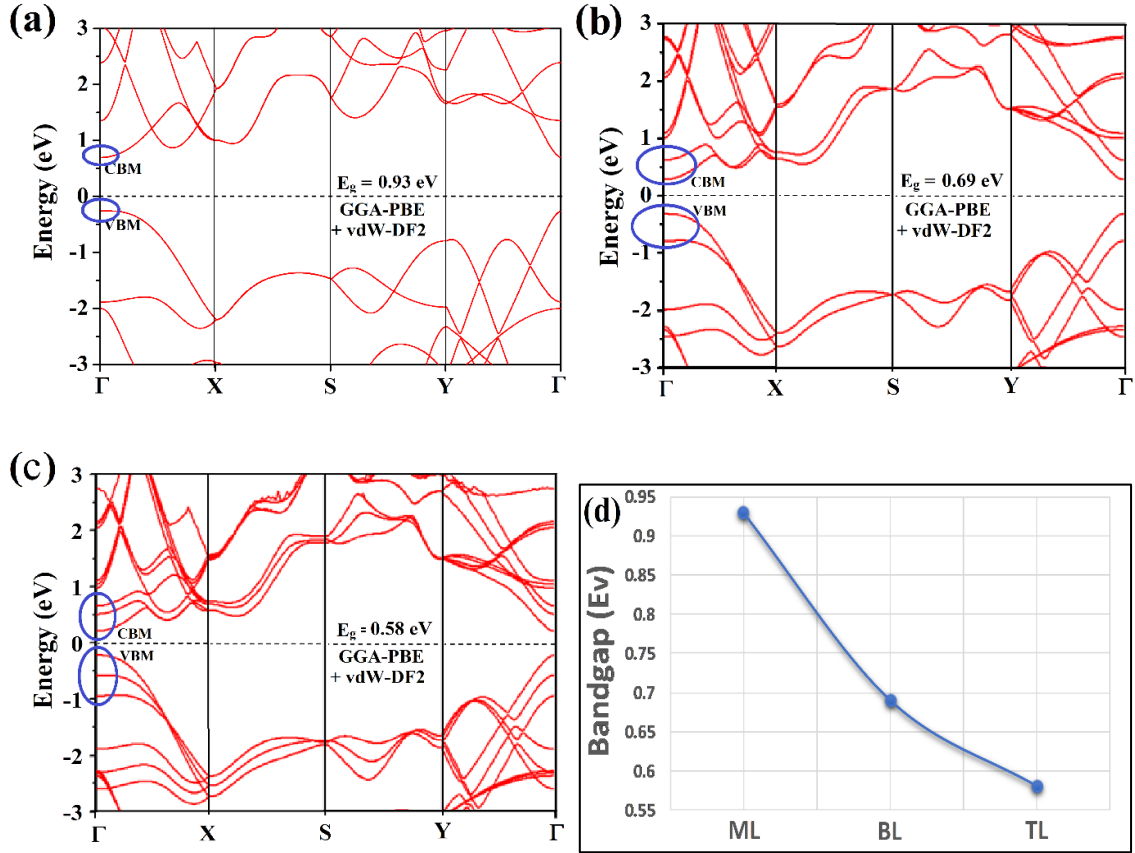 (a)
3
2
1
0
-1
-2
-3
Energy (eV)
CBM
VBM
E_g = 0.93 eV
GGA-PBE
+ vdW-DF2
Γ X S Y Γ
(b)
3
2
1
0
-1
-2
-3
Energy (eV)
CBM
VBM
E_g = 0.69 eV
GGA-PBE
+ vdW-DF2
Γ X S Y Γ
(c)
3
2
1
0
-1
-2
-3
Energy (eV)
CBM
VBM
E_g = 0.58 eV
GGA-PBE
+ vdW-DF2
Γ X S Y Γ
(d)
0.95
0.9
0.85
0.8
0.75
0.7
0.65
0.6
0.55
Bandgap (Ev)
ML BL TL